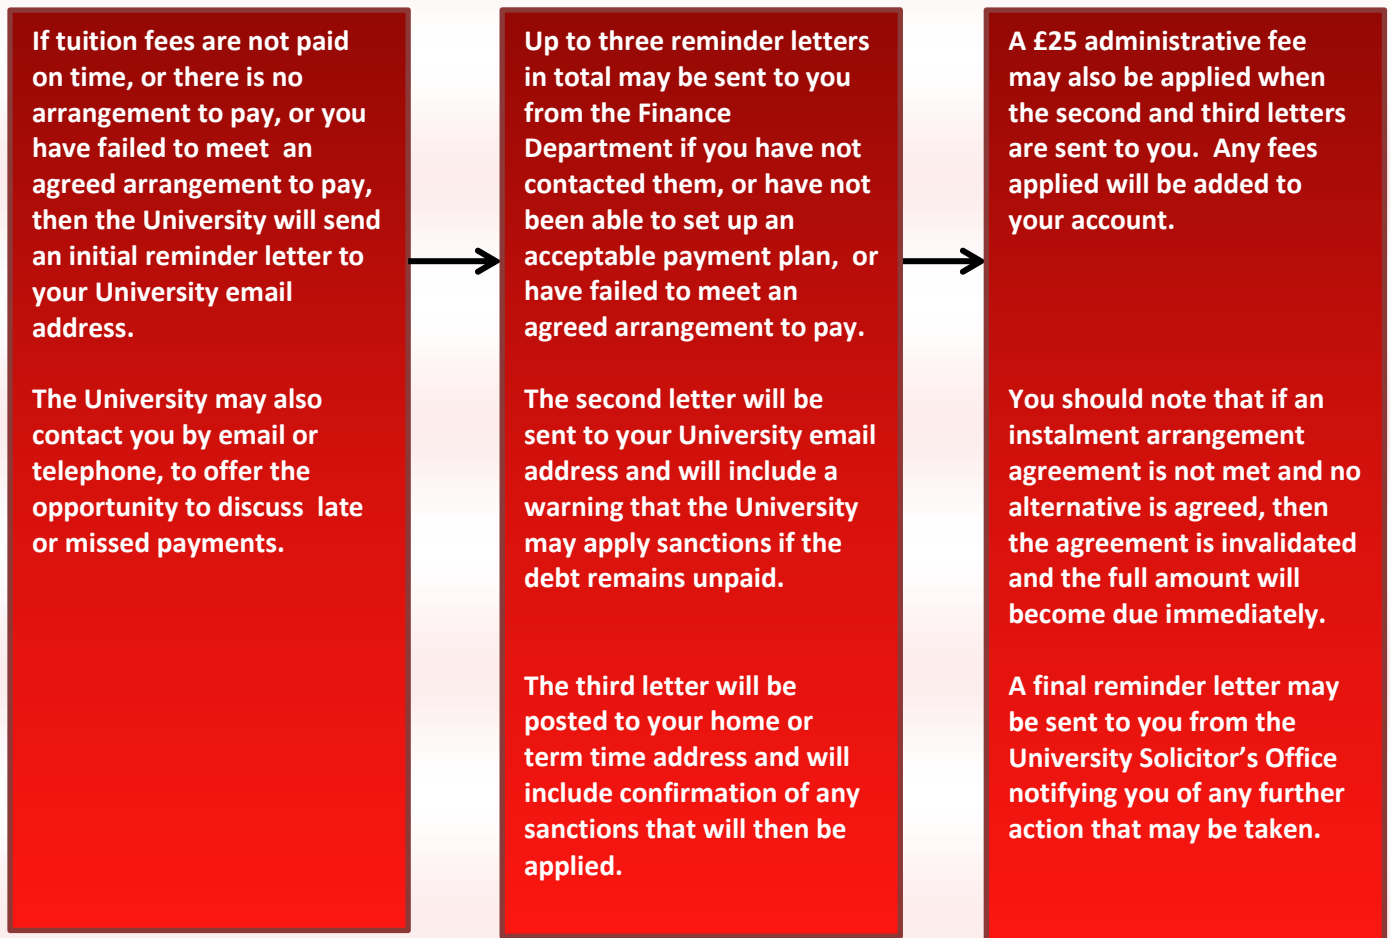 If tuition fees are not paid
on time, or there is no
arrangement to pay, or you
have failed to meet  an
agreed arrangement to pay,
then the University will send
an initial reminder letter to
your University email
address.
The University may also
contact you by email or
telephone, to offer the
opportunity to discuss  late
or missed payments.
Up to three reminder letters
in total may be sent to you
from the Finance
Department if you have not
contacted them, or have not
been able to set up an
acceptable payment plan,  or
have failed to meet an
agreed arrangement to pay.
The second letter will be
sent to your University email
address and will include a
warning that the University
may apply sanctions if the
debt remains unpaid.
The third letter will be
posted to your home or
term time address and will
include confirmation of any
sanctions that will then be
applied.
A £25 administrative fee
may also be applied when
the second and third letters
are sent to you.  Any fees
applied will be added to
your account.
You should note that if an
instalment arrangement
agreement is not met and no
alternative is agreed, then
the agreement is invalidated
and the full amount will
become due immediately.
A final reminder letter may
be sent to you from the
University Solicitor’s Office
notifying you of any further
action that may be taken.